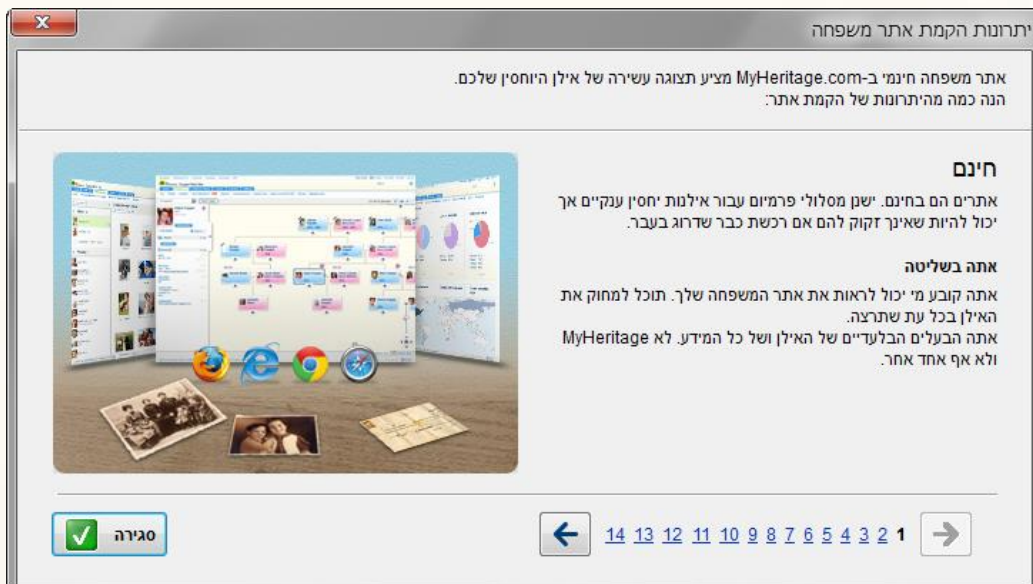 יתרונות הקמת אתר משפחה
אתר משפחה חינמי ב-MyHeritage.com מציע תצוגה עשירה של אילן היוחסין שלכם.
הנה כמה מהיתרונות של הקמת אתר:
חינם
אתרים הם בחינם. ישנן מסלולי פרמיום עבור אילנות יחסין ענקיים אך
יכול להיות שאינך זקוק להם אם רכשת כבר שדרוג בעבר.
אתה בשליטה
אתה קובע מי יכול לראות את אתר המשפחה שלך. תוכל למחוק את
האילן בכל עת שתרצה.
אתה הבעלים הבלעדיים של האילן ושל כל המידע. לא MyHeritage
ולא אף אחד אחר.
1 2 3 4 5 6 7 8 9 10 11 12 13 14
סגירה